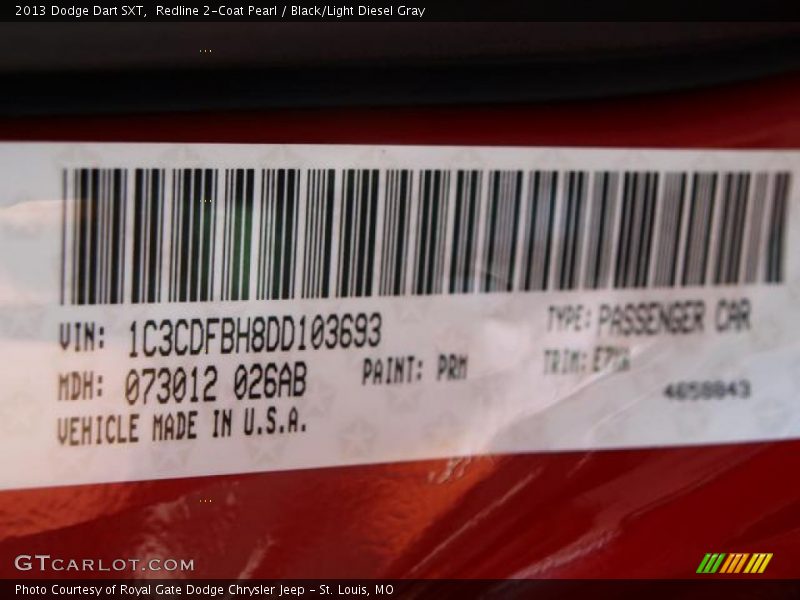 2013 Dodge Dart SXT,  Redline 2-Coat Pearl / Black/Light Diesel Gray
VIN: 1C3CDFBH8DD103693
TYPE: PASSENGER CAR
MDH: 073012 026AB
PAINT: PRM
TRIM:
VEHICLE MADE IN U.S.A.
4658843
GTCARLOT.COM
Photo Courtesy of Royal Gate Dodge Chrysler Jeep - St. Louis, MO